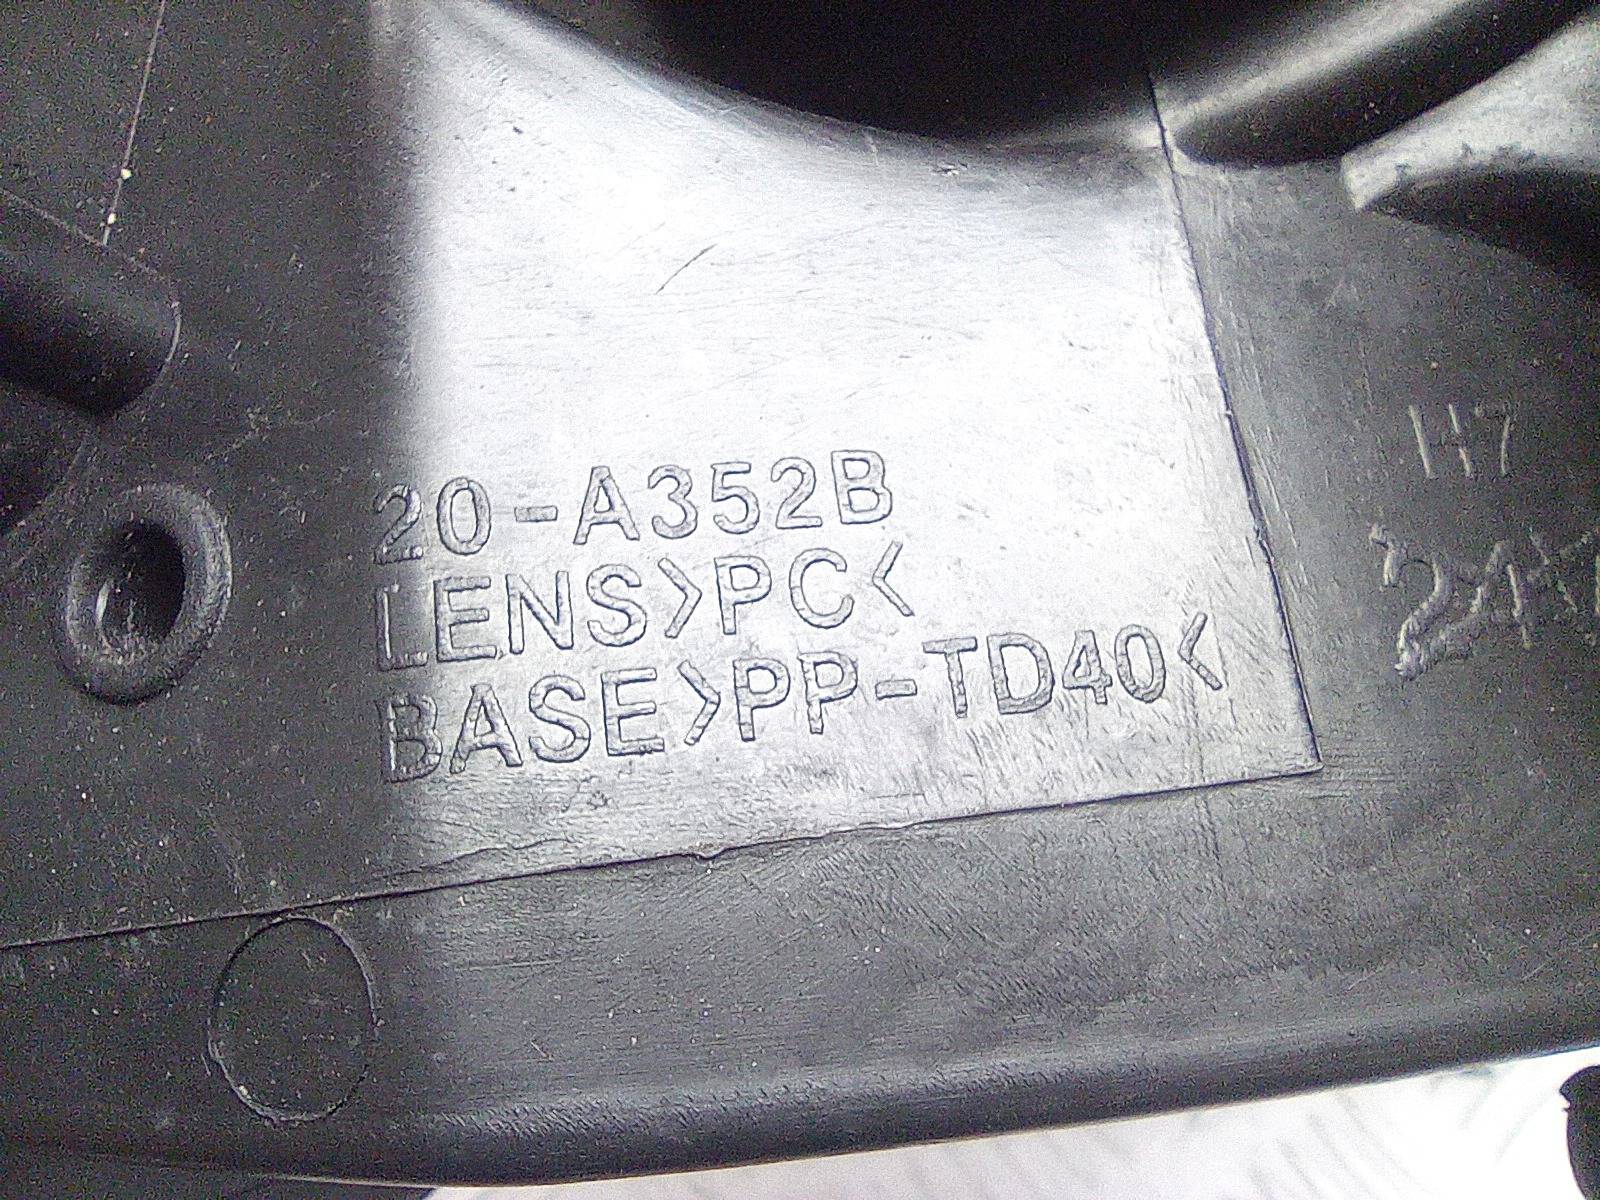 20-A352B
LENS>PC<
BASE>PP-TD40<
H7